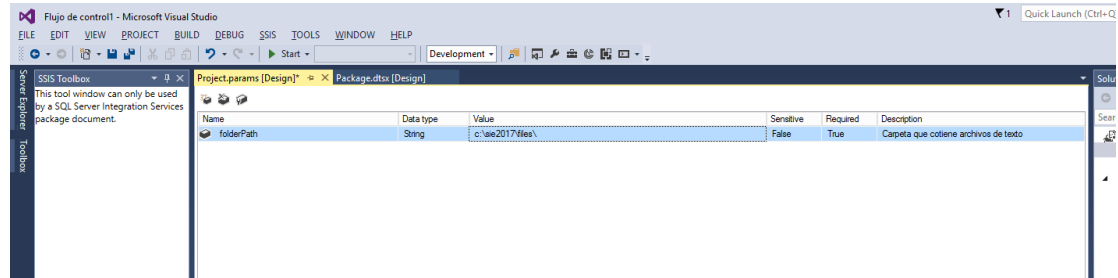 Flujo de control1 - Microsoft Visual Studio
1
Quick Launch (Ctrl+Q
FILE EDIT VIEW PROJECT BUILD DEBUG SSIS TOOLS WINDOW HELP
Start
Development
Server Explorer
Toolbox
SSIS Toolbox
This tool window can only be used
by a SQL Server Integration Services
package document.
Project.params [Design]* Package.dtsx [Design]
Name Data type Value Sensitive Required Description
folderPath String c:\sie2017\files\ False True Carpeta que cotiene archivos de texto
Solu
Sear